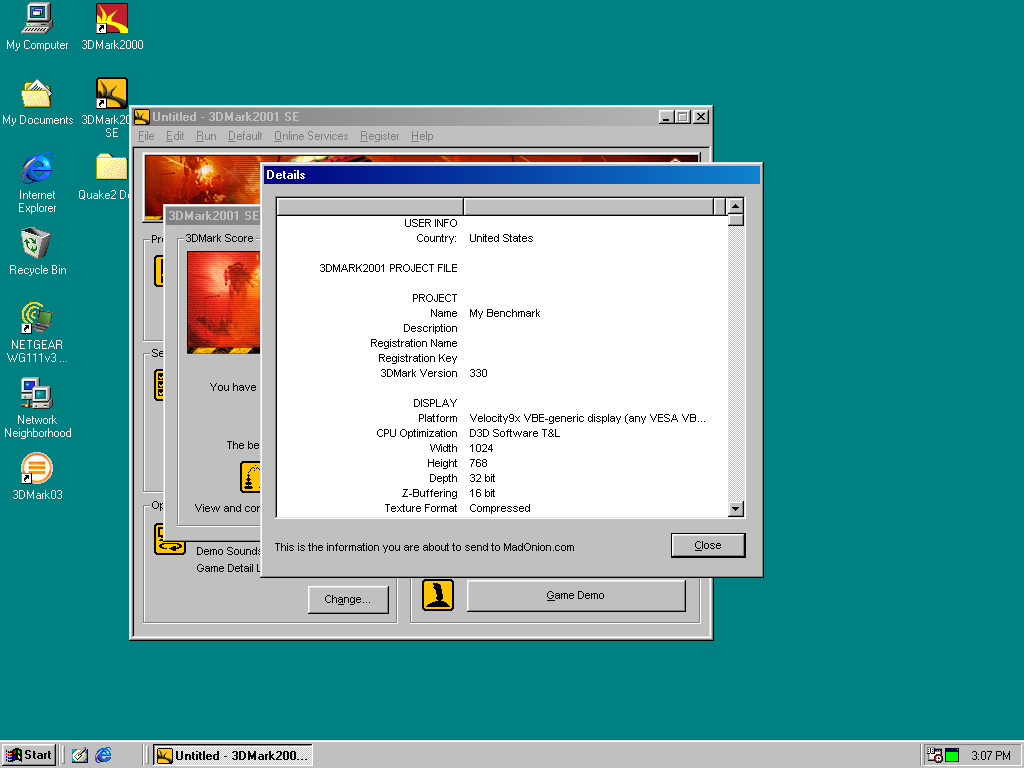 My Computer
3DMark2000
My Documents
3DMark20
SE
Internet
Explorer
Quake2 De
Recycle Bin
NETGEAR
WG111v3 ...
Network
Neighborhood
3DMark03
Untitled - 3DMark2001 SE
File Edit Run Default Online Services Register Help
3DMark2001 SE
3DMark Score
You have
The be
View and cor
Pr
Se
Op
Demo Sounds
Game Detail L
Change...
Game Demo
Details
USER INFO
Country: United States
3DMARK2001 PROJECT FILE
PROJECT
Name My Benchmark
Description
Registration Name
Registration Key
3DMark Version 330
DISPLAY
Platform Velocity9x VBE-generic display (any VESA VB...
CPU Optimization D3D Software T&L
Width 1024
Height 768
Depth 32 bit
Z-Buffering 16 bit
Texture Format Compressed
This is the information you are about to send to MadOnion.com
Close
Start
Untitled - 3DMark200...
3:07 PM